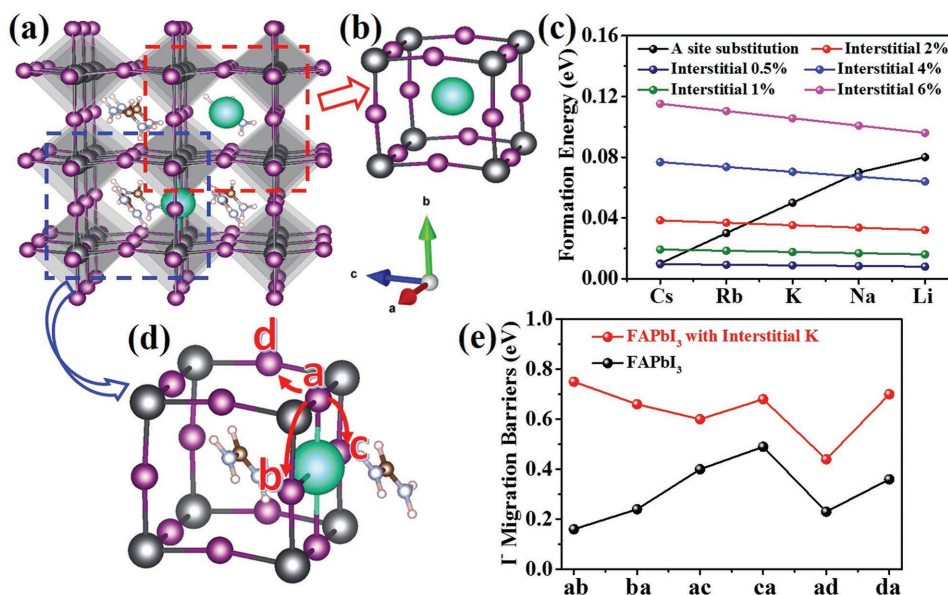 (a)
(b)
b
c
a
(c)
Formation Energy (eV)
0.16
0.12
0.08
0.04
0.00
A site substitution
Interstitial 0.5%
Interstitial 1%
Interstitial 2%
Interstitial 4%
Interstitial 6%
Cs Rb K Na Li
(d)
d
a
b
c
(e)
I⁻ Migration Barriers (eV)
1.0
0.8
0.6
0.4
0.2
0.0
FAPbI₃ with Interstitial K
FAPbI₃
ab ba ac ca ad da